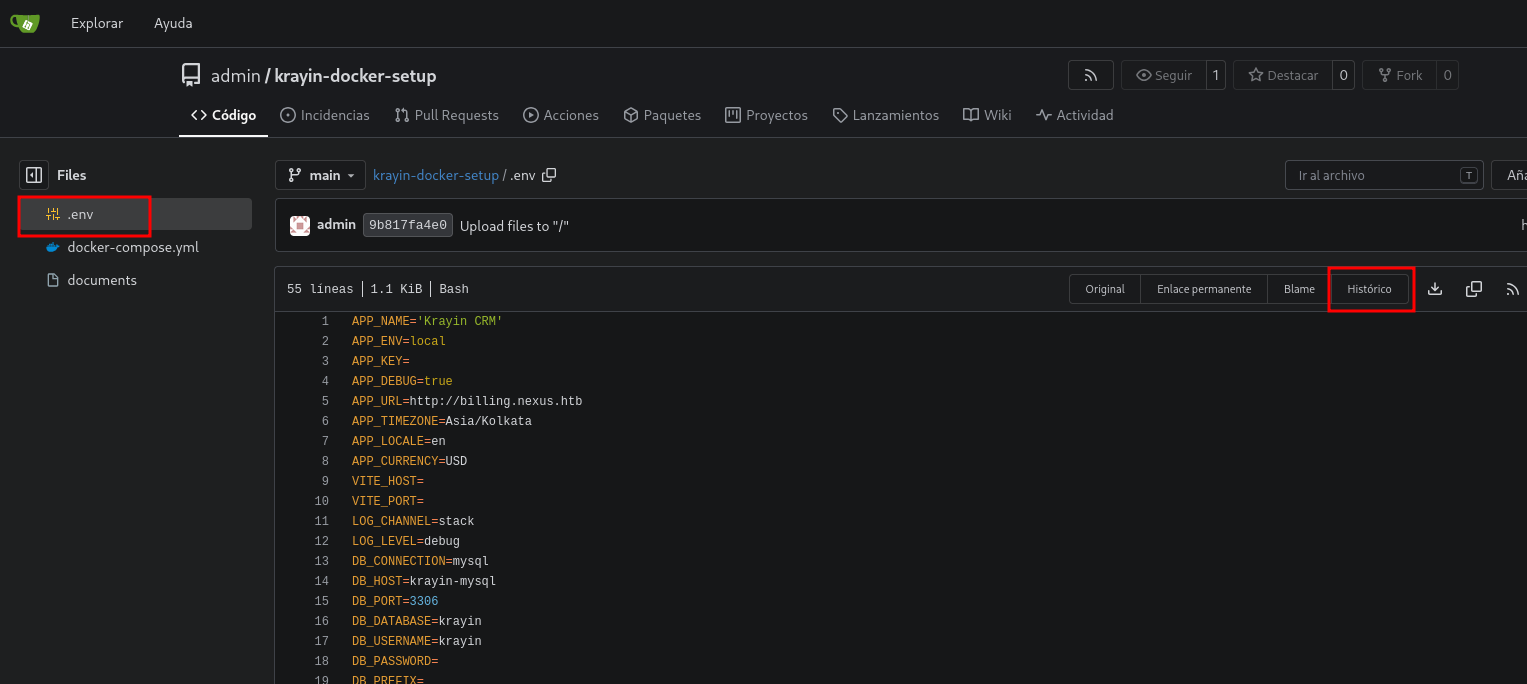 Explorar Ayuda
admin / krayin-docker-setup
Seguir 1 Destacar 0 Fork 0
Código Incidencias Pull Requests Acciones Paquetes Proyectos Lanzamientos Wiki Actividad
Files
main krayin-docker-setup / .env
Ir al archivo T
.env
docker-compose.yml
documents
admin 9b817fa4e0 Upload files to "/"
55 líneas 1.1 KiB Bash
Original Enlace permanente Blame Histórico
1 APP_NAME='Krayin CRM'
2 APP_ENV=local
3 APP_KEY=
4 APP_DEBUG=true
5 APP_URL=http://billing.nexus.htb
6 APP_TIMEZONE=Asia/Kolkata
7 APP_LOCALE=en
8 APP_CURRENCY=USD
9 VITE_HOST=
10 VITE_PORT=
11 LOG_CHANNEL=stack
12 LOG_LEVEL=debug
13 DB_CONNECTION=mysql
14 DB_HOST=krayin-mysql
15 DB_PORT=3306
16 DB_DATABASE=krayin
17 DB_USERNAME=krayin
18 DB_PASSWORD=
19 DB_PREFIX=